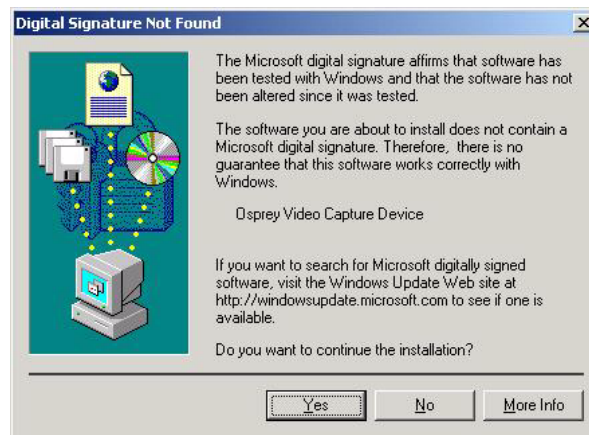 Digital Signature Not Found
The Microsoft digital signature affirms that software has
been tested with Windows and that the software has not
been altered since it was tested.
The software you are about to install does not contain a
Microsoft digital signature. Therefore, there is no
guarantee that this software works correctly with
Windows.
Osprey Video Capture Device
If you want to search for Microsoft digitally signed
software, visit the Windows Update Web site at
http://windowsupdate.microsoft.com to see if one is
available.
Do you want to continue the installation?
Yes No More Info